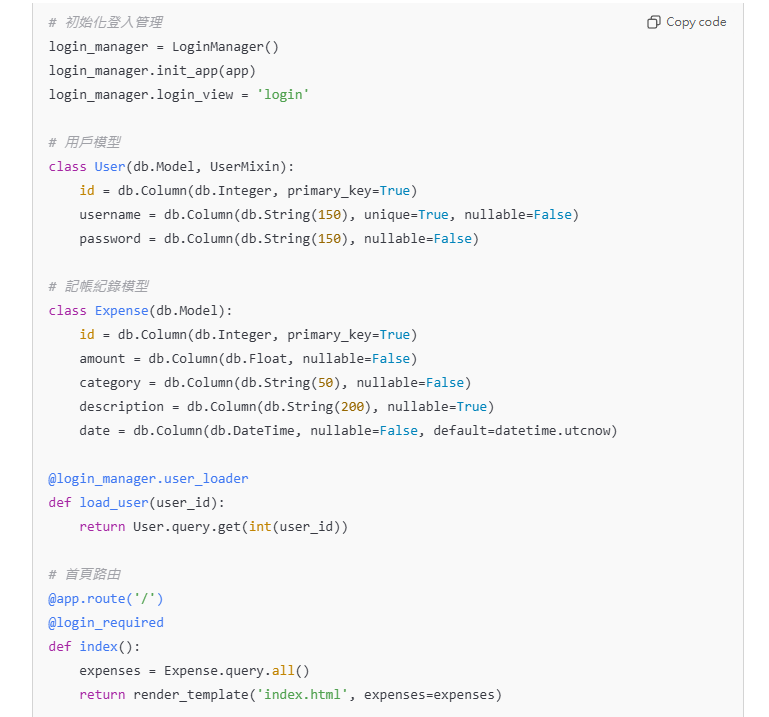 # 初始化登入管理
Copy code
login_manager = LoginManager()
login_manager.init_app(app)
login_manager.login_view = 'login'
# 用戶模型
class User(db.Model, UserMixin):
    id = db.Column(db.Integer, primary_key=True)
    username = db.Column(db.String(150), unique=True, nullable=False)
    password = db.Column(db.String(150), nullable=False)
# 記帳紀錄模型
class Expense(db.Model):
    id = db.Column(db.Integer, primary_key=True)
    amount = db.Column(db.Float, nullable=False)
    category = db.Column(db.String(50), nullable=False)
    description = db.Column(db.String(200), nullable=True)
    date = db.Column(db.DateTime, nullable=False, default=datetime.utcnow)
@login_manager.user_loader
def load_user(user_id):
    return User.query.get(int(user_id))
# 首頁路由
@app.route('/')
@login_required
def index():
    expenses = Expense.query.all()
    return render_template('index.html', expenses=expenses)